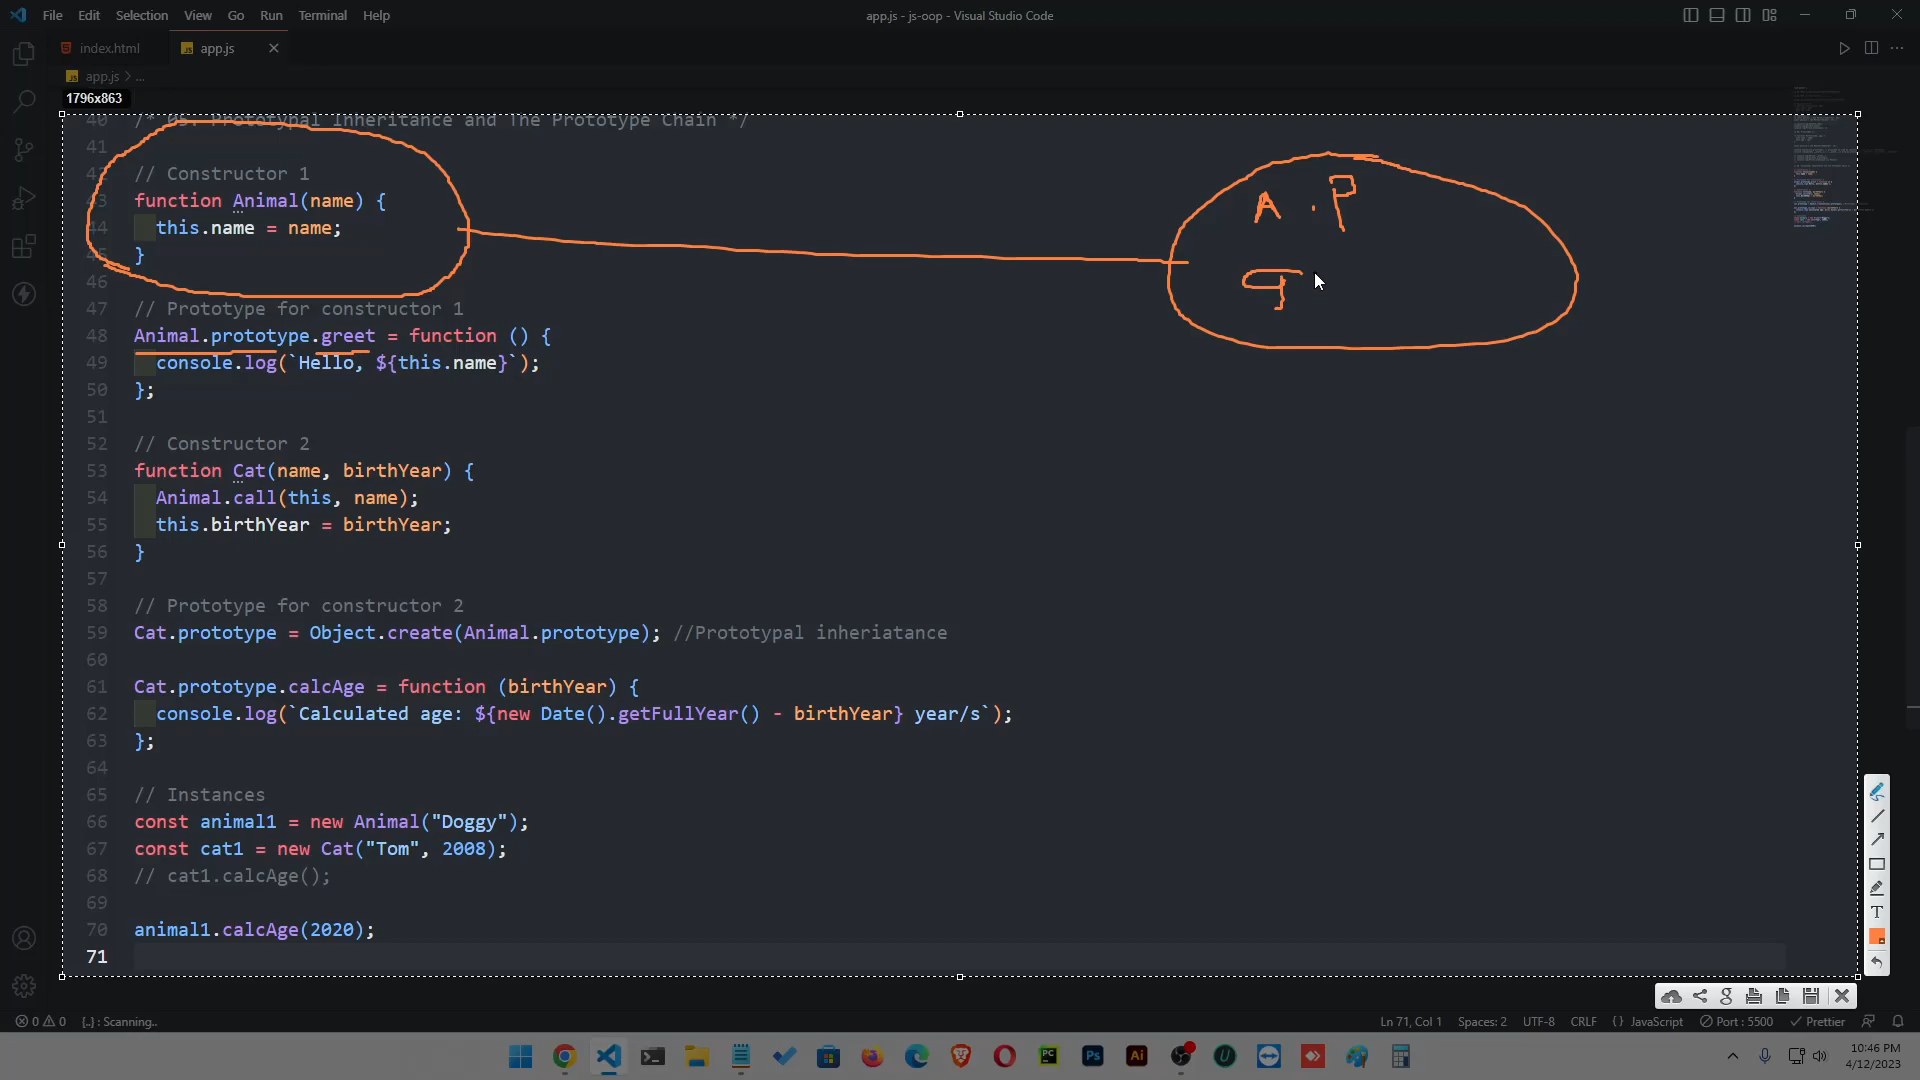 File Edit Selection View Go Run Terminal Help
app.js - js-oop - Visual Studio Code
index.html
app.js
app.js > ...
1796x863
40 /* 05. Prototypal Inheritance and The Prototype Chain */
41
42 // Constructor 1
43 function Animal(name) {
44 this.name = name;
45 }
46
47 // Prototype for constructor 1
48 Animal.prototype.greet = function () {
49 console.log(`Hello, ${this.name}`);
50 };
51
52 // Constructor 2
53 function Cat(name, birthYear) {
54 Animal.call(this, name);
55 this.birthYear = birthYear;
56 }
57
58 // Prototype for constructor 2
59 Cat.prototype = Object.create(Animal.prototype); //Prototypal inheriatance
60
61 Cat.prototype.calcAge = function (birthYear) {
62 console.log(`Calculated age: ${new Date().getFullYear() - birthYear} year/s`);
63 };
64
65 // Instances
66 const animal1 = new Animal("Doggy");
67 const cat1 = new Cat("Tom", 2008);
68 // cat1.calcAge();
69
70 animal1.calcAge(2020);
71
A . P
T
g
0 0 {..} : Scanning..
Ln 71, Col 1 Spaces: 2 UTF-8 CRLF {} JavaScript Port : 5500 Prettier
PC Ps Ai U
10:46 PM
4/12/2023